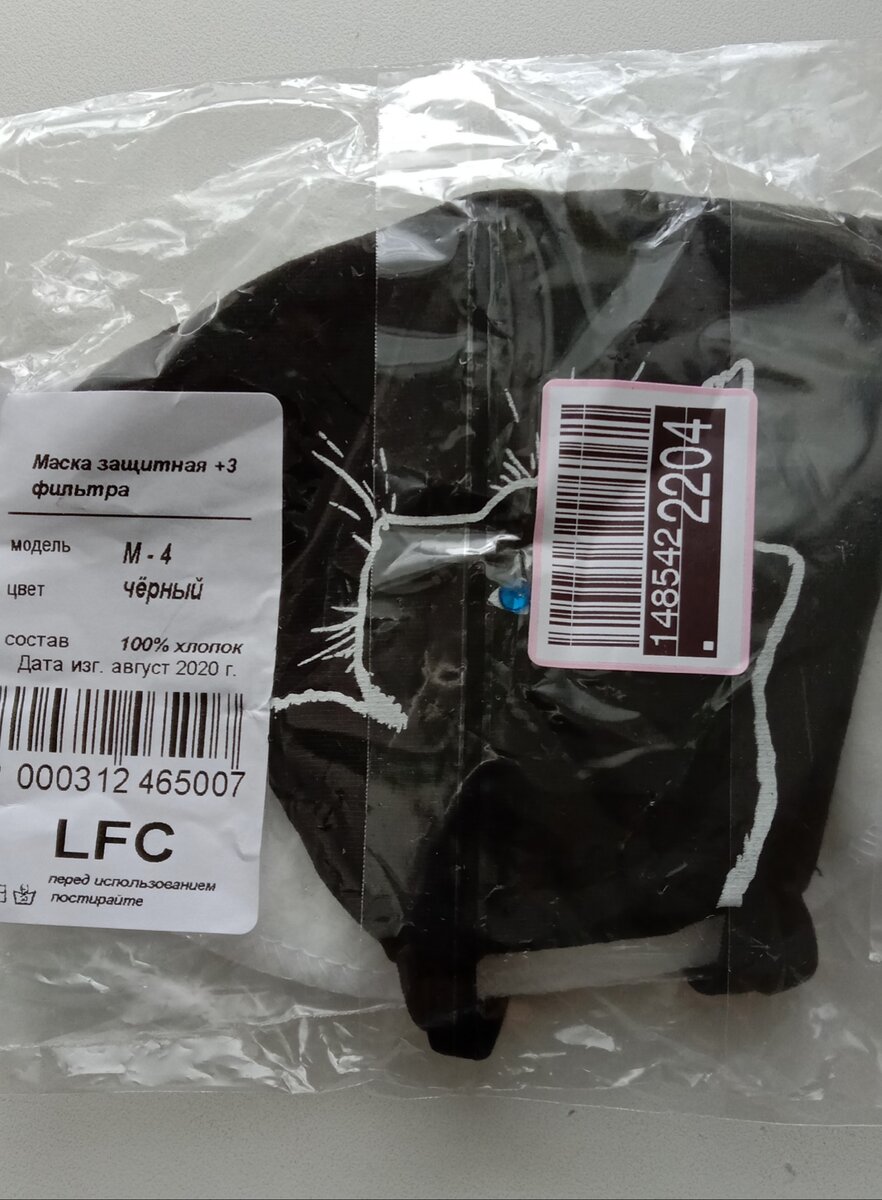 Маска защитная +3
фильтра
модель M - 4
цвет чёрный
состав 100% хлопок
Дата изг. август 2020 г.
000312 465007
LFC
перед использованием
постирайте
148542 2204